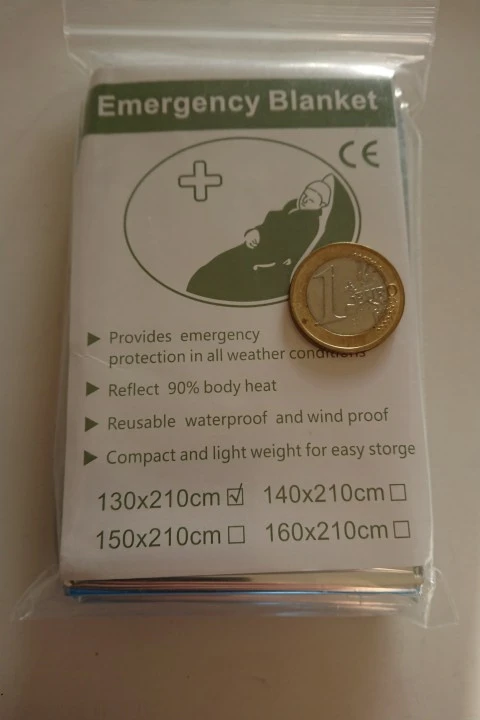 Emergency Blanket
CE
1
Provides emergency
protection in all weather conditions
Reflect 90% body heat
Reusable waterproof and wind proof
Compact and light weight for easy storge
130x210cm ☑ 140x210cm ☐
150x210cm ☐ 160x210cm ☐